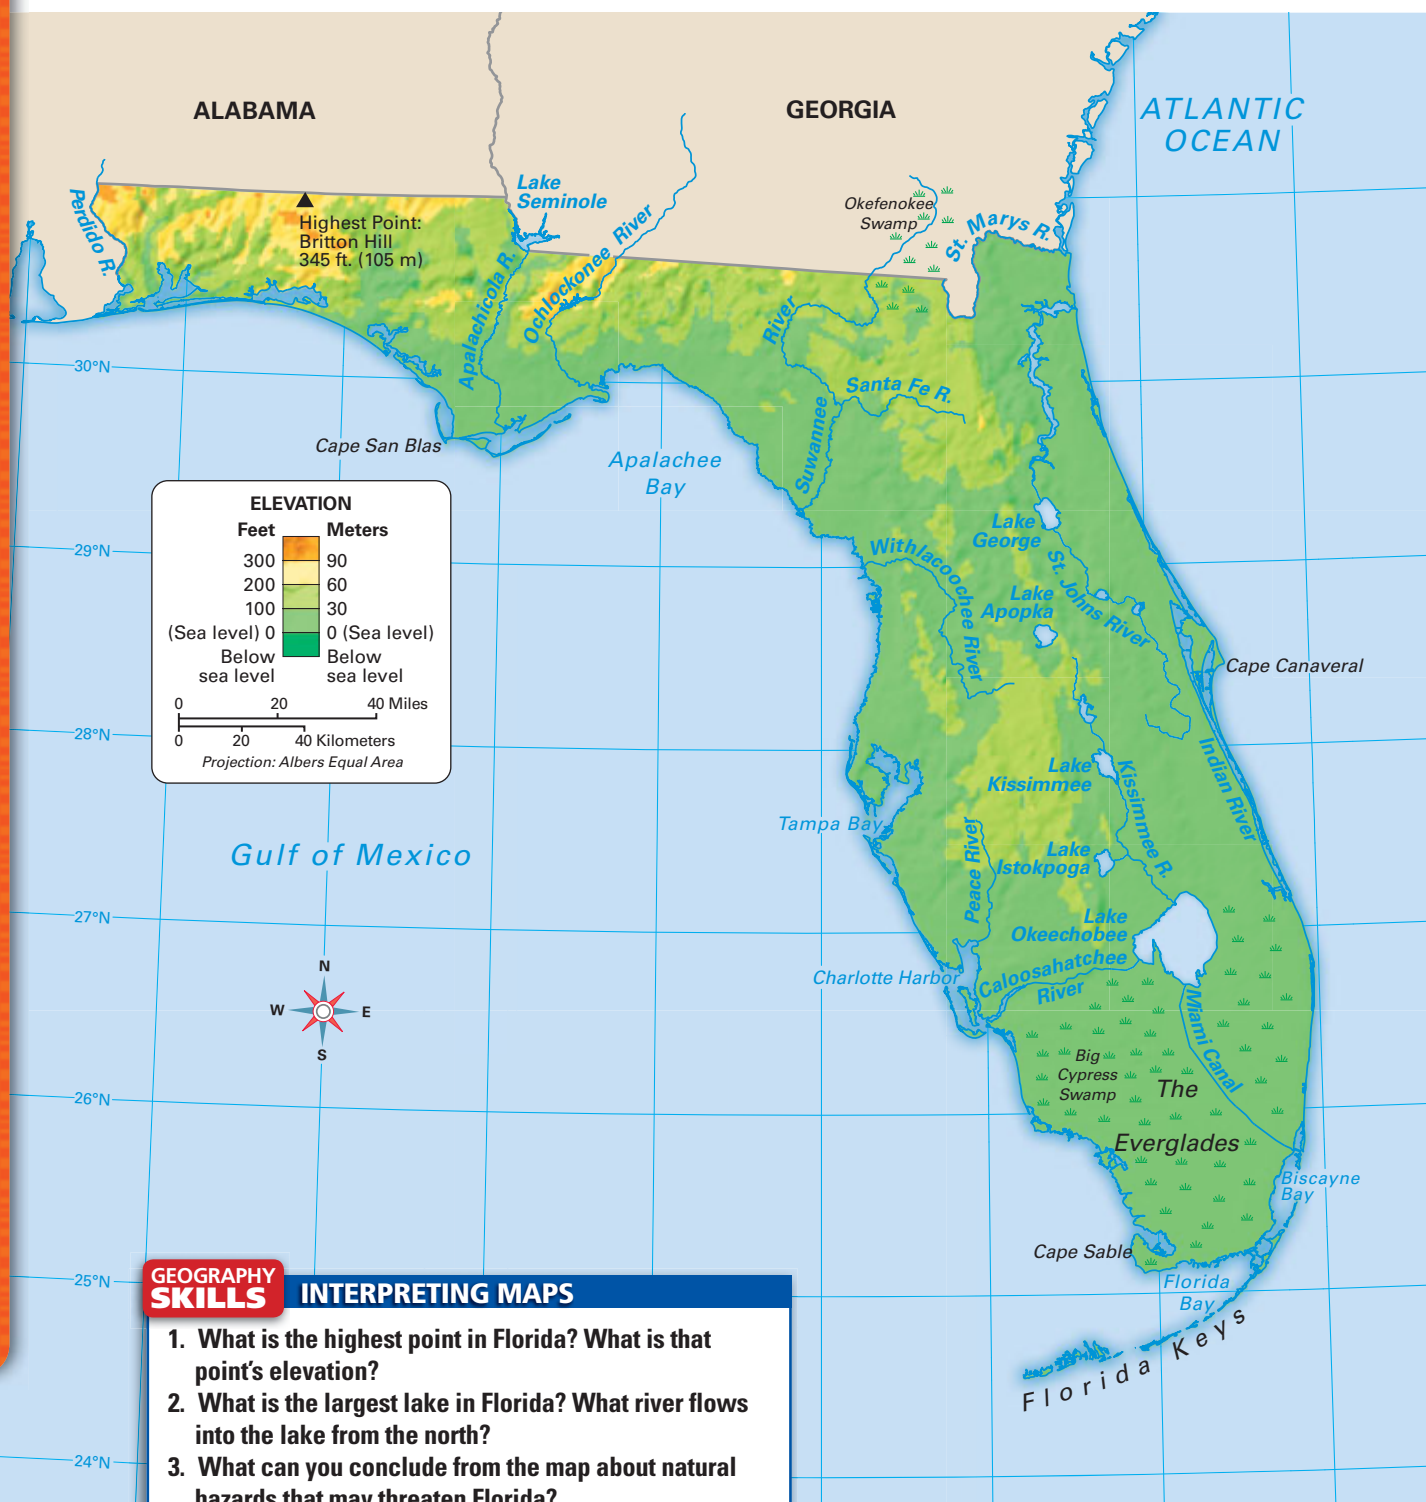 ALABAMA
GEORGIA
ATLANTIC
OCEAN
Perdido R.
Highest Point:
Britton Hill
345 ft. (105 m)
Lake
Seminole
Apalachicola R.
Ochlockonee River
Okefenokee
Swamp
St. Marys R.
River
Suwannee
Santa Fe R.
30°N
Cape San Blas
Apalachee
Bay
ELEVATION
Feet
Meters
300
90
200
60
100
30
(Sea level) 0
0 (Sea level)
Below
sea level
Below
sea level
0
20
40 Miles
0
20
40 Kilometers
Projection: Albers Equal Area
29°N
Lake
George
Withlacoochee River
St. Johns River
Lake
Apopka
Cape Canaveral
28°N
Lake
Kissimmee
Kissimmee R.
Indian River
Tampa Bay
Gulf of Mexico
Peace River
Lake
Istokpoga
27°N
Lake
Okeechobee
Charlotte Harbor
Caloosahatchee
River
Miami Canal
N
W
E
S
Big
Cypress
Swamp
The
Everglades
26°N
Biscayne
Bay
Cape Sable
25°N
Florida
Bay
Florida Keys
24°N
GEOGRAPHY
SKILLS
INTERPRETING MAPS
1. What is the highest point in Florida? What is that
point's elevation?
2. What is the largest lake in Florida? What river flows
into the lake from the north?
3. What can you conclude from the map about natural
hazards that may threaten Florida?